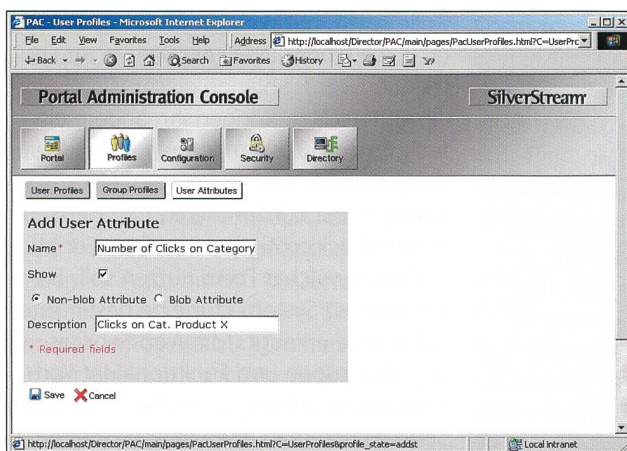 PAC - User Profiles - Microsoft Internet Explorer
File Edit View Favorites Tools Help Address http://localhost/Director/PAC/main/pages/PacUserProfiles.html?C=UserPrc
Back Search Favorites History
Portal Administration Console SilverStream
Portal Profiles Configuration Security Directory
User Profiles Group Profiles User Attributes
Add User Attribute
Name* Number of Clicks on Category
Show
Non-blob Attribute Blob Attribute
Description Clicks on Cat. Product X
* Required fields
Save Cancel
http://localhost/Director/PAC/main/pages/PacUserProfiles.html?C=UserProfiles&profile_state=addst Local intranet